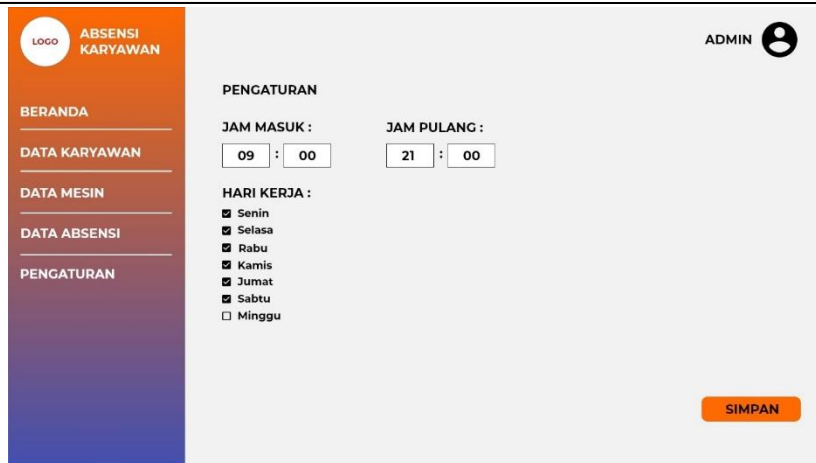 LOGO
ABSENSI
KARYAWAN
ADMIN
BERANDA
DATA KARYAWAN
DATA MESIN
DATA ABSENSI
PENGATURAN
PENGATURAN
JAM MASUK : JAM PULANG :
09 : 00 21 : 00
HARI KERJA :
Senin
Selasa
Rabu
Kamis
Jumat
Sabtu
Minggu
SIMPAN